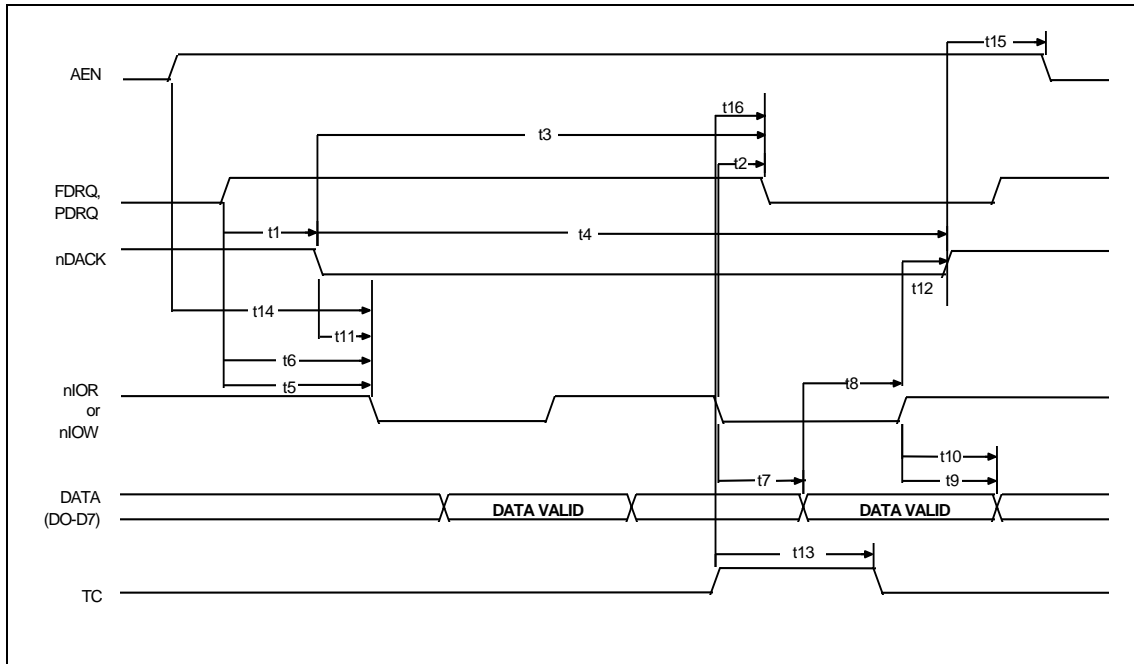 t15
AEN
t16
t3
t2
FDRQ,
PDRQ
t1
t4
nDACK
t12
t14
t11
t6
t8
t5
nIOR
or
nIOW
t10
t7
t9
DATA
(DO-D7)
DATA VALID
DATA VALID
t13
TC